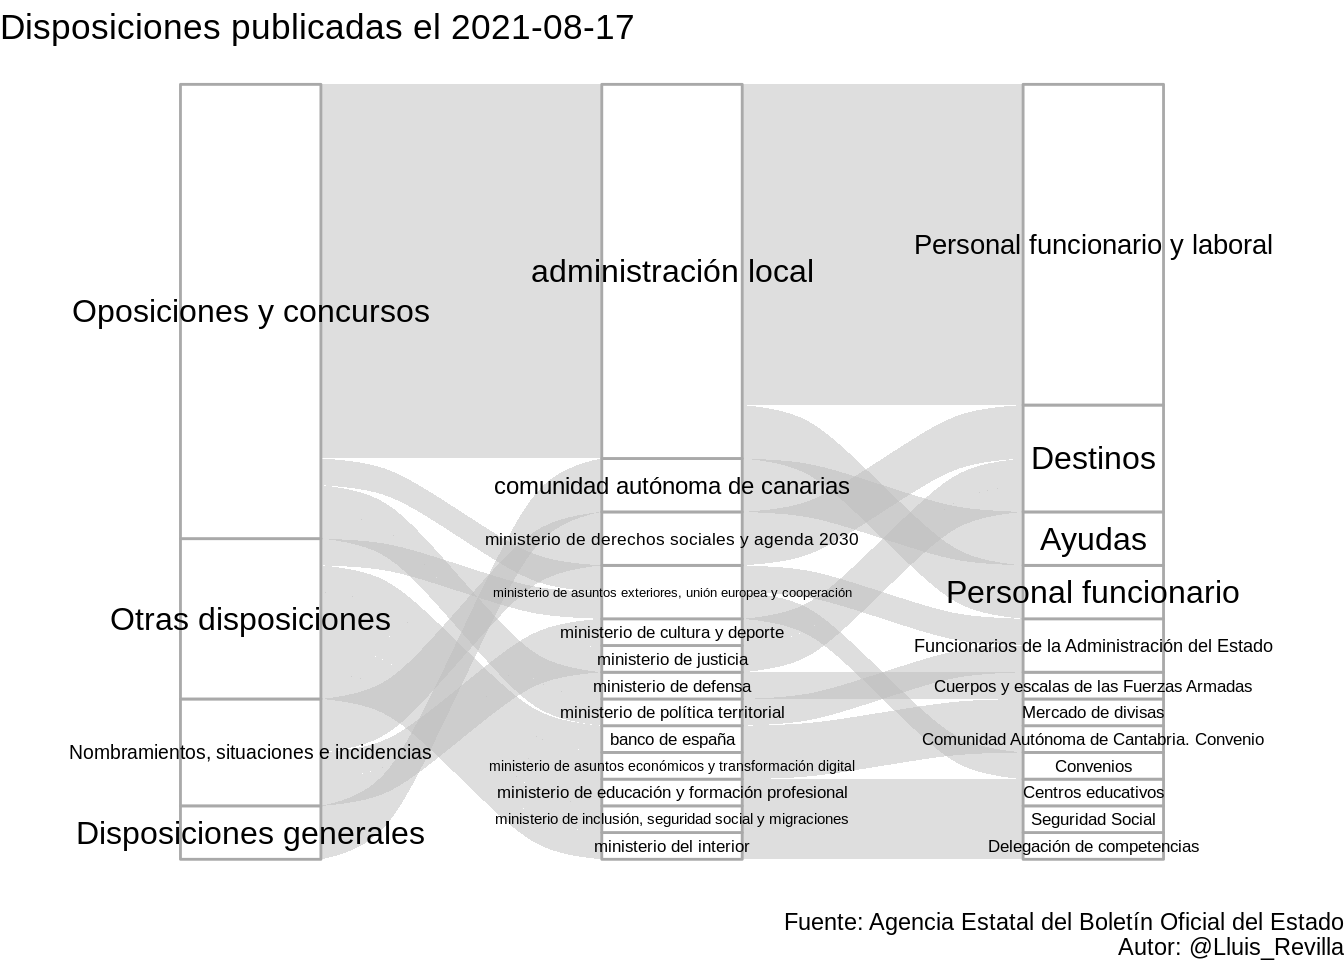 Disposiciones publicadas el 2021-08-17
Oposiciones y concursos
Otras disposiciones
Nombramientos, situaciones e incidencias
Disposiciones generales
administración local
comunidad autónoma de canarias
ministerio de derechos sociales y agenda 2030
ministerio de asuntos exteriores, unión europea y cooperación
ministerio de cultura y deporte
ministerio de justicia
ministerio de defensa
ministerio de política territorial
banco de españa
ministerio de asuntos económicos y transformación digital
ministerio de educación y formación profesional
ministerio de inclusión, seguridad social y migraciones
ministerio del interior
Personal funcionario y laboral
Destinos
Ayudas
Personal funcionario
Funcionarios de la Administración del Estado
Cuerpos y escalas de las Fuerzas Armadas
Mercado de divisas
Comunidad Autónoma de Cantabria. Convenio
Convenios
Centros educativos
Seguridad Social
Delegación de competencias
Fuente: Agencia Estatal del Boletín Oficial del Estado
Autor: @Lluis_Revilla